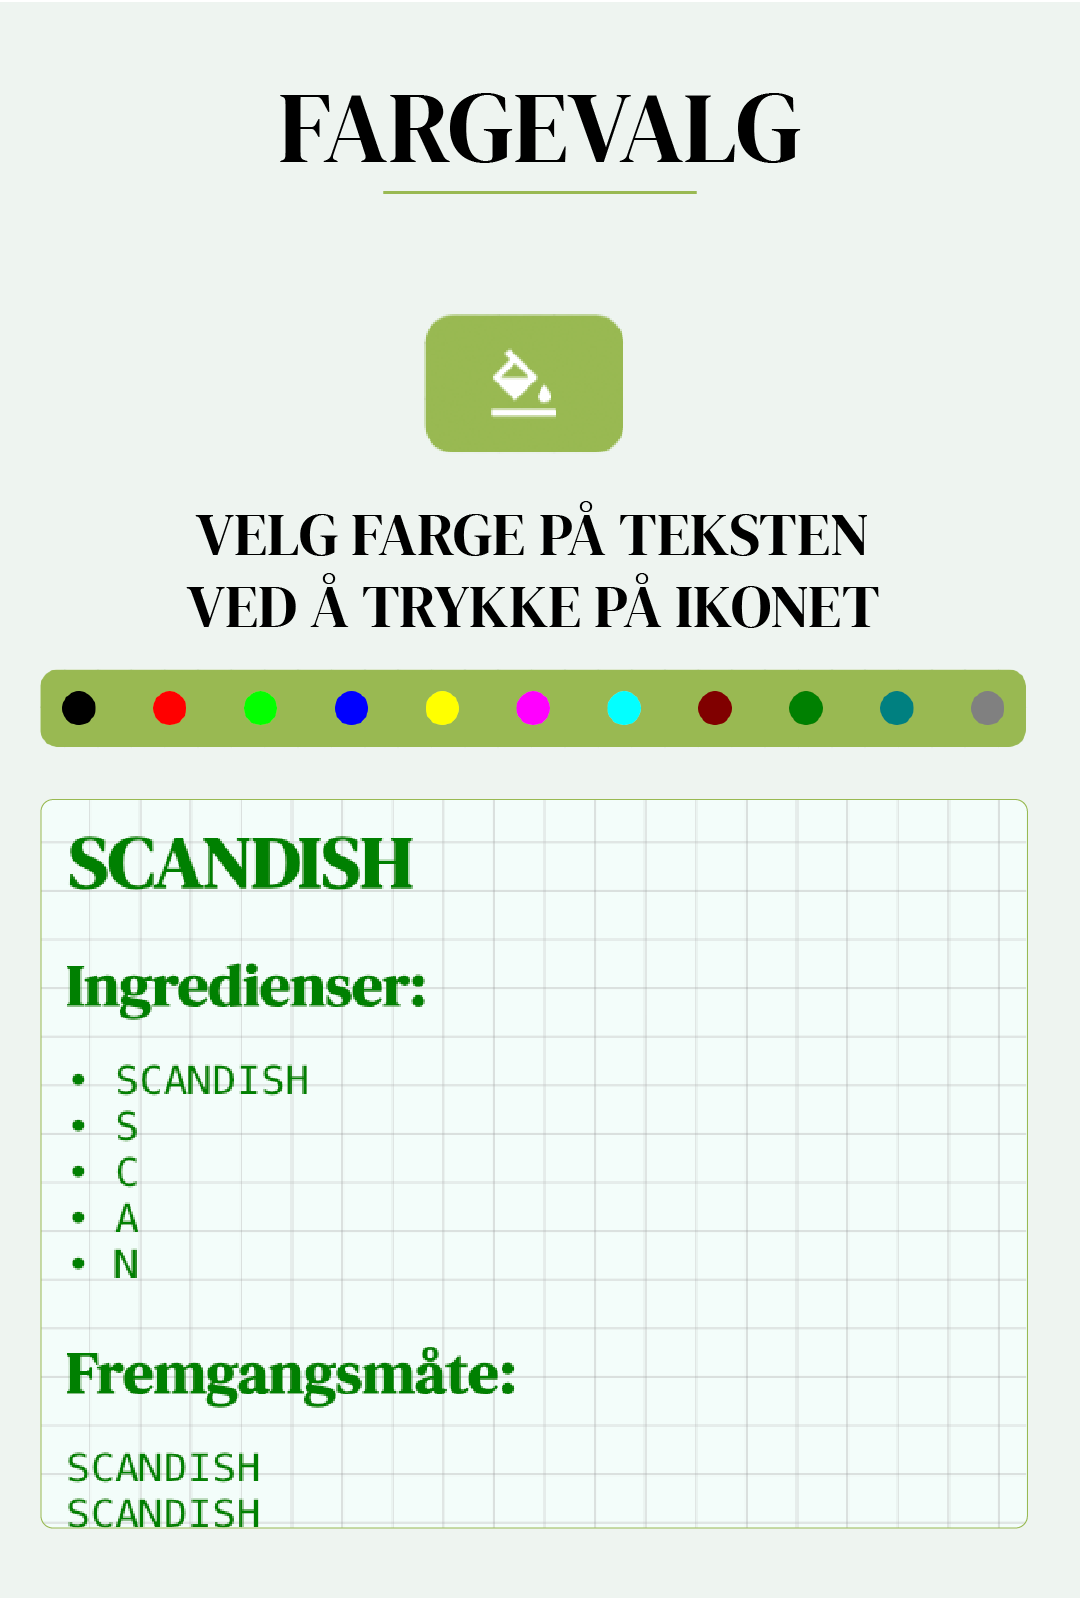 FARGEVALG
VELG FARGE PÅ TEKSTEN
VED Å TRYKKE PÅ IKONET
SCANDISH
Ingredienser:
• SCANDISH
• S
• C
• A
• N
Fremgangsmåte:
SCANDISH
SCANDISH